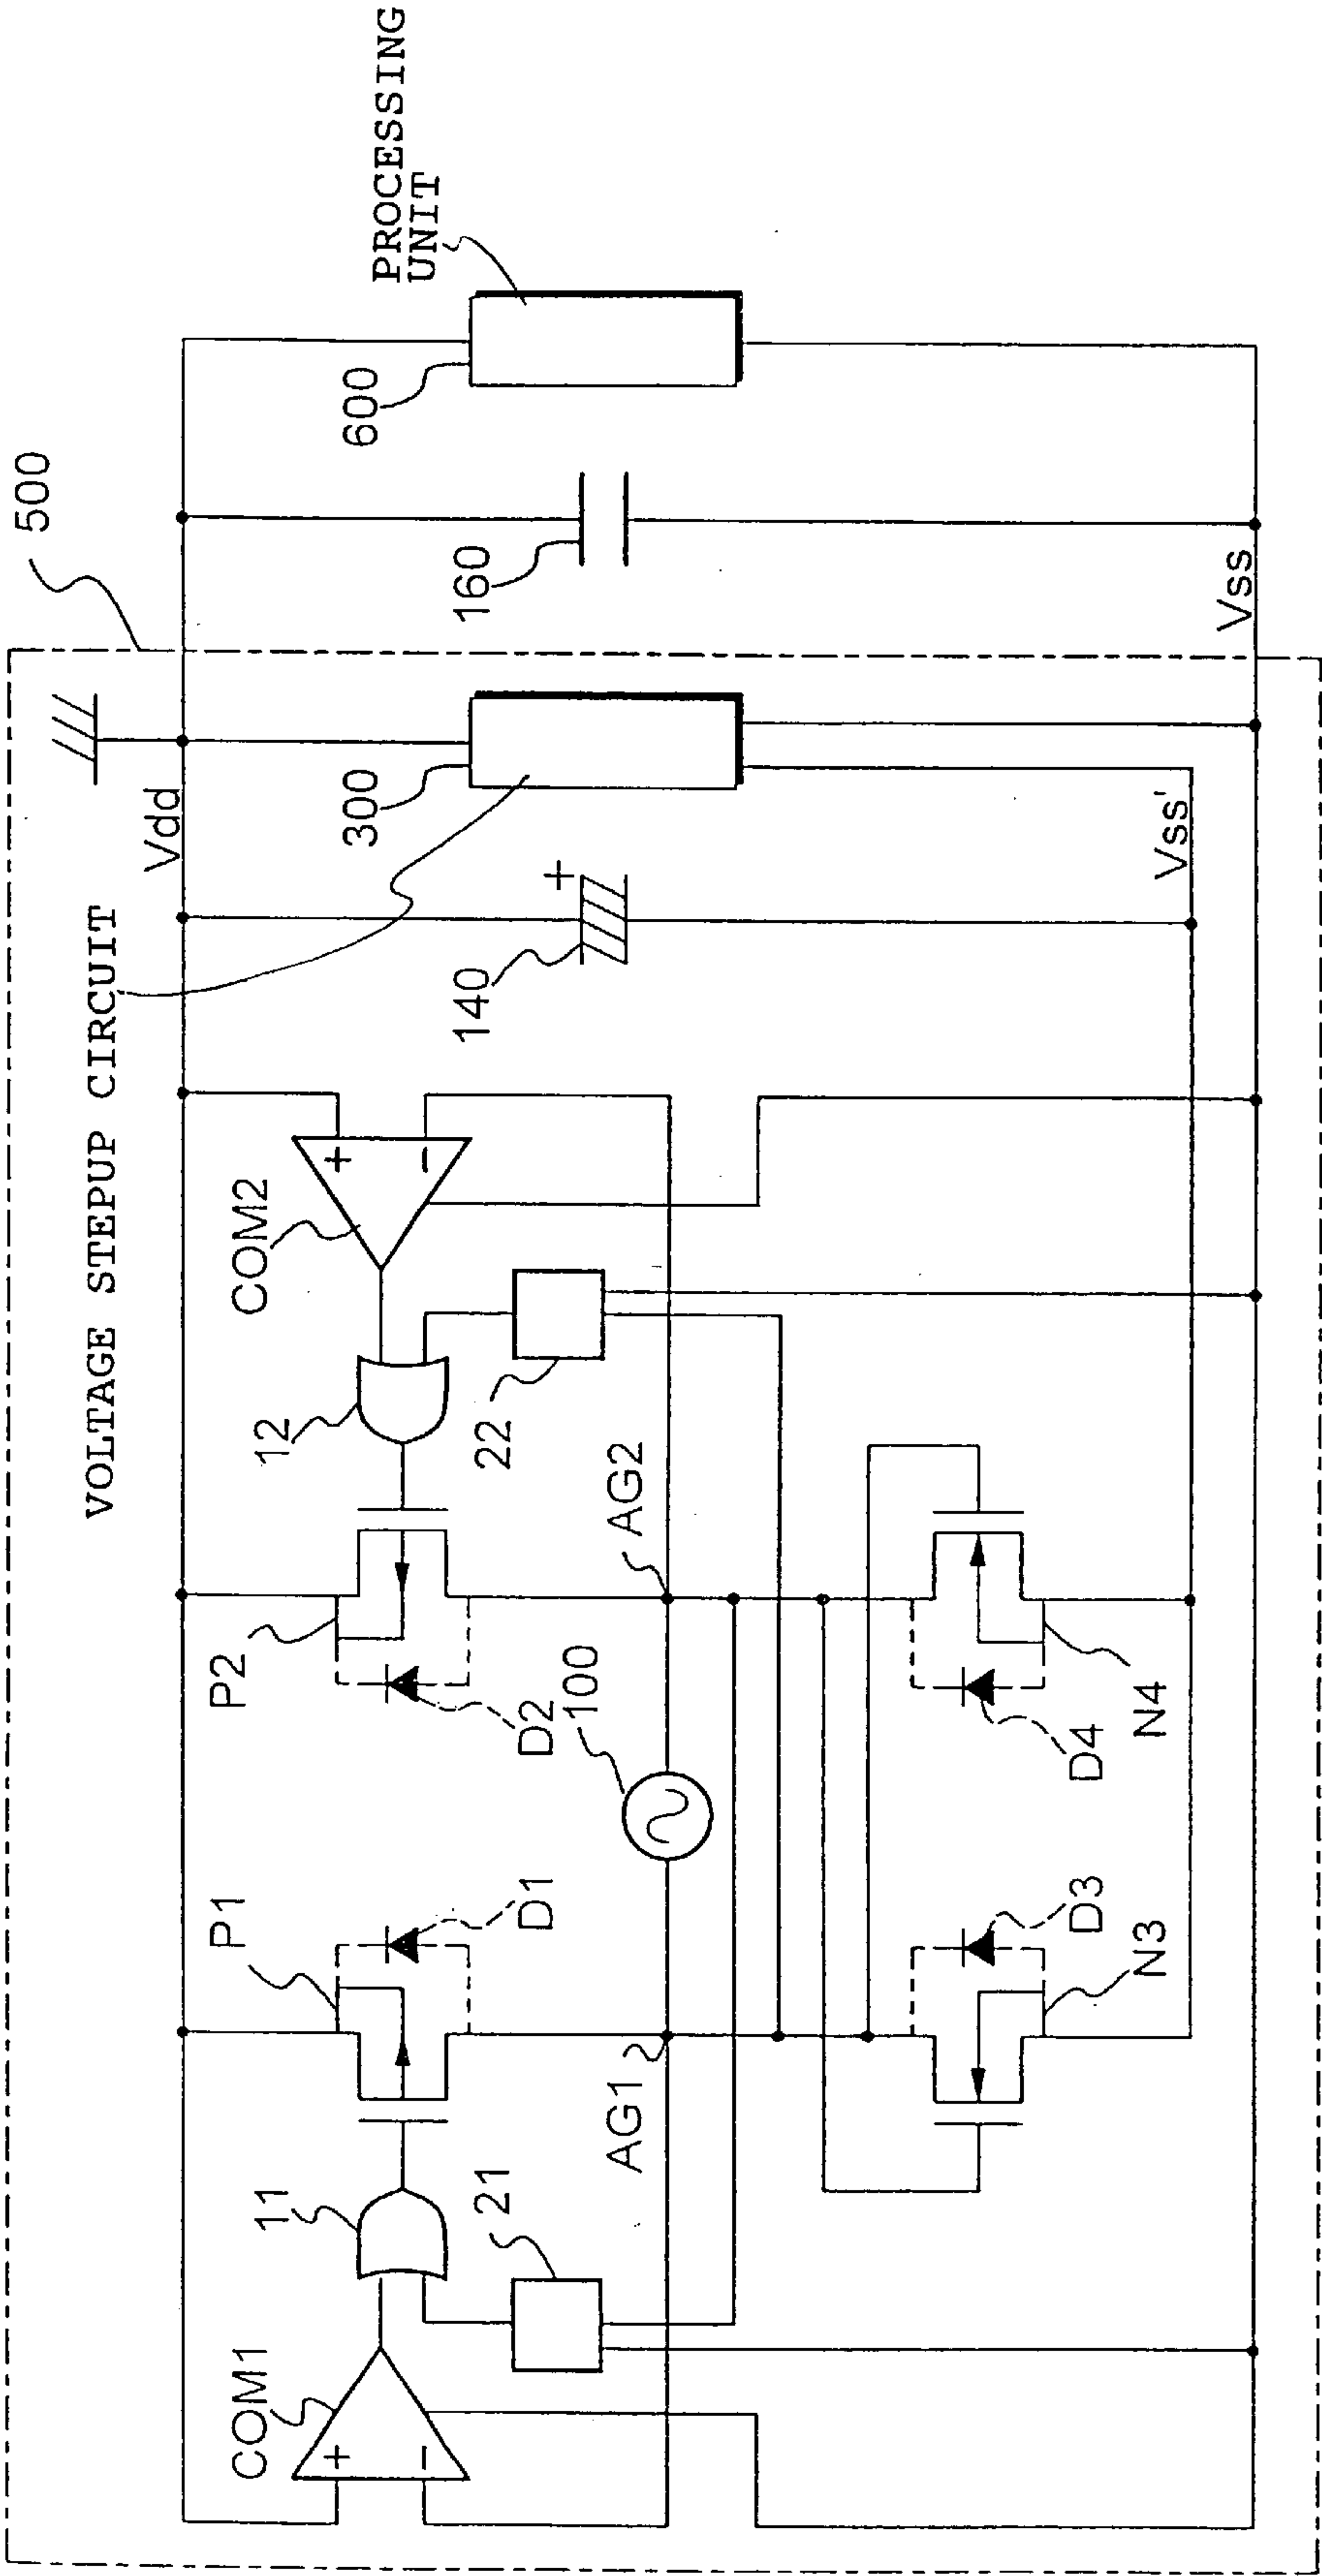 500
VOLTAGE STEPUP CIRCUIT
Vdd
COM1
+
−
11
P1
D1
21
AG1
100
P2
D2
12
COM2
+
−
22
AG2
N3
D3
N4
D4
140
+
300
Vss'
160
Vss
600
PROCESSING
UNIT